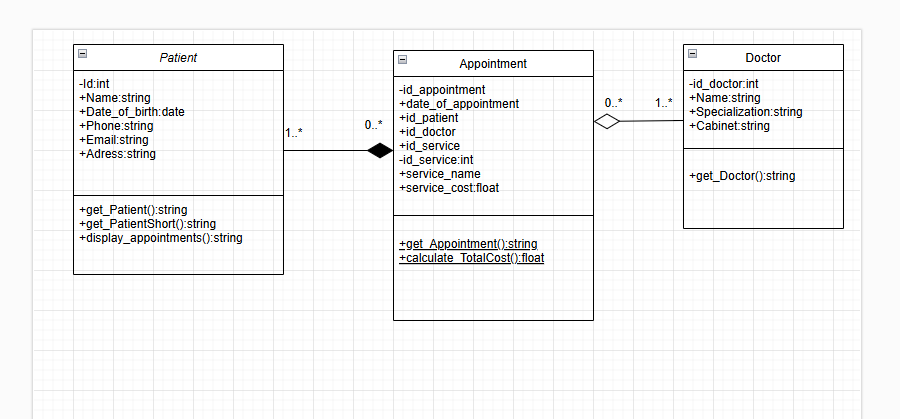 Patient
-Id:int
+Name:string
+Date_of_birth:date
+Phone:string
+Email:string
+Adress:string
+get_Patient():string
+get_PatientShort():string
+display_appointments():string
1..*
0..*
Appointment
-id_appointment
+date_of_appointment
+id_patient
+id_doctor
+id_service
-id_service:int
+service_name
+service_cost:float
+get_Appointment():string
+calculate_TotalCost():float
0..*
1..*
Doctor
-id_doctor:int
+Name:string
+Specialization:string
+Cabinet:string
+get_Doctor():string